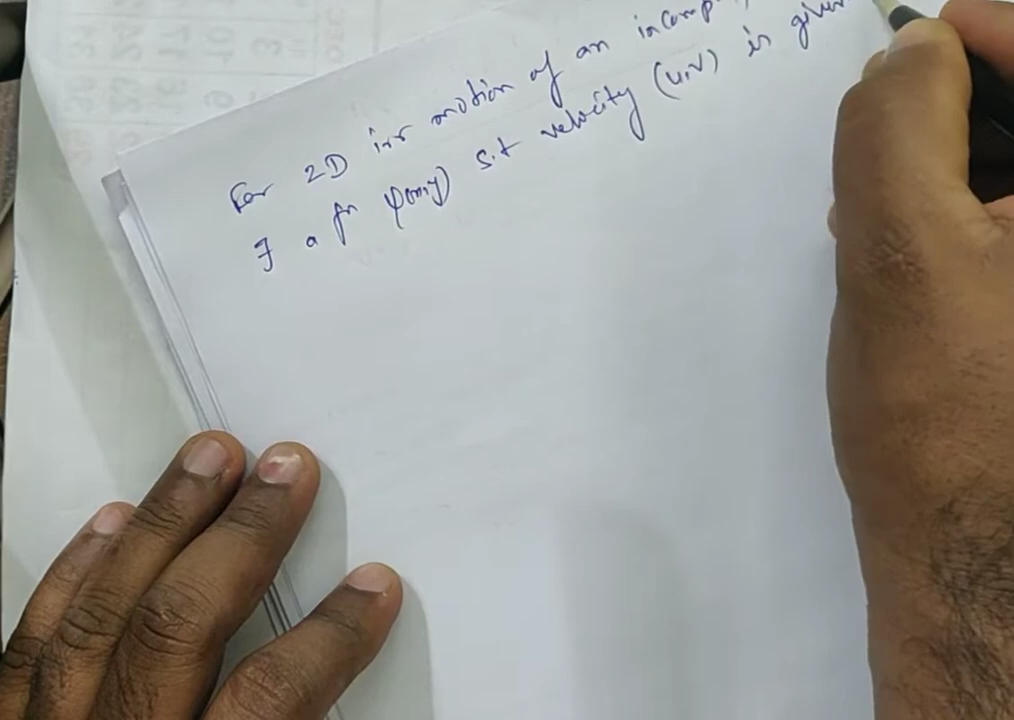 For 2D irr motion of an incomp
∃ a fn ψ(x,y) s.t velocity (u,v) is given